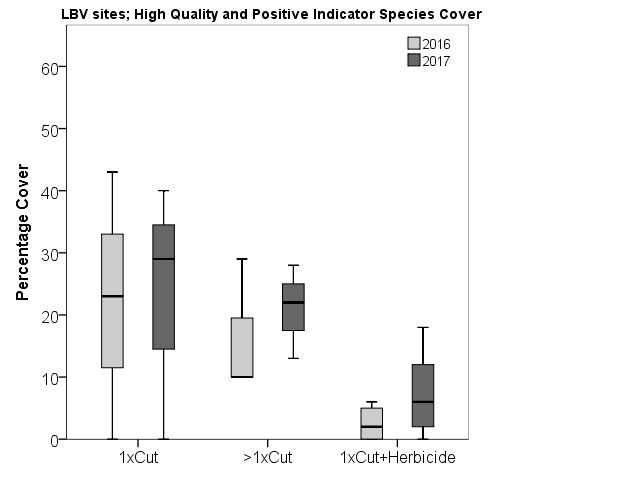 LBV sites; High Quality and Positive Indicator Species Cover
2016
2017
60
50
40
30
20
10
0
Percentage Cover
1xCut
>1xCut
1xCut+Herbicide